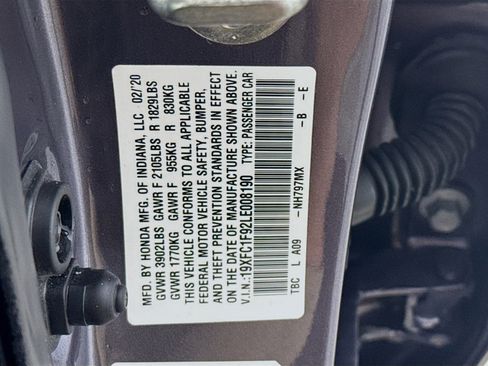 MFD. BY HONDA MFG. OF INDIANA, LLC 02/20
GVWR 3902LBS GAWR F 2105LBS R 1829LBS
GVWR 1770KG GAWR F 955KG R 830KG
THIS VEHICLE CONFORMS TO ALL APPLICABLE
FEDERAL MOTOR VEHICLE SAFETY, BUMPER,
AND THEFT PREVENTION STANDARDS IN EFFECT
ON THE DATE OF MANUFACTURE SHOWN ABOVE.
V.I.N.:19XFC1F92LE008190 TYPE: PASSENGER CAR
TBC L A09 -NH797MX -B -E